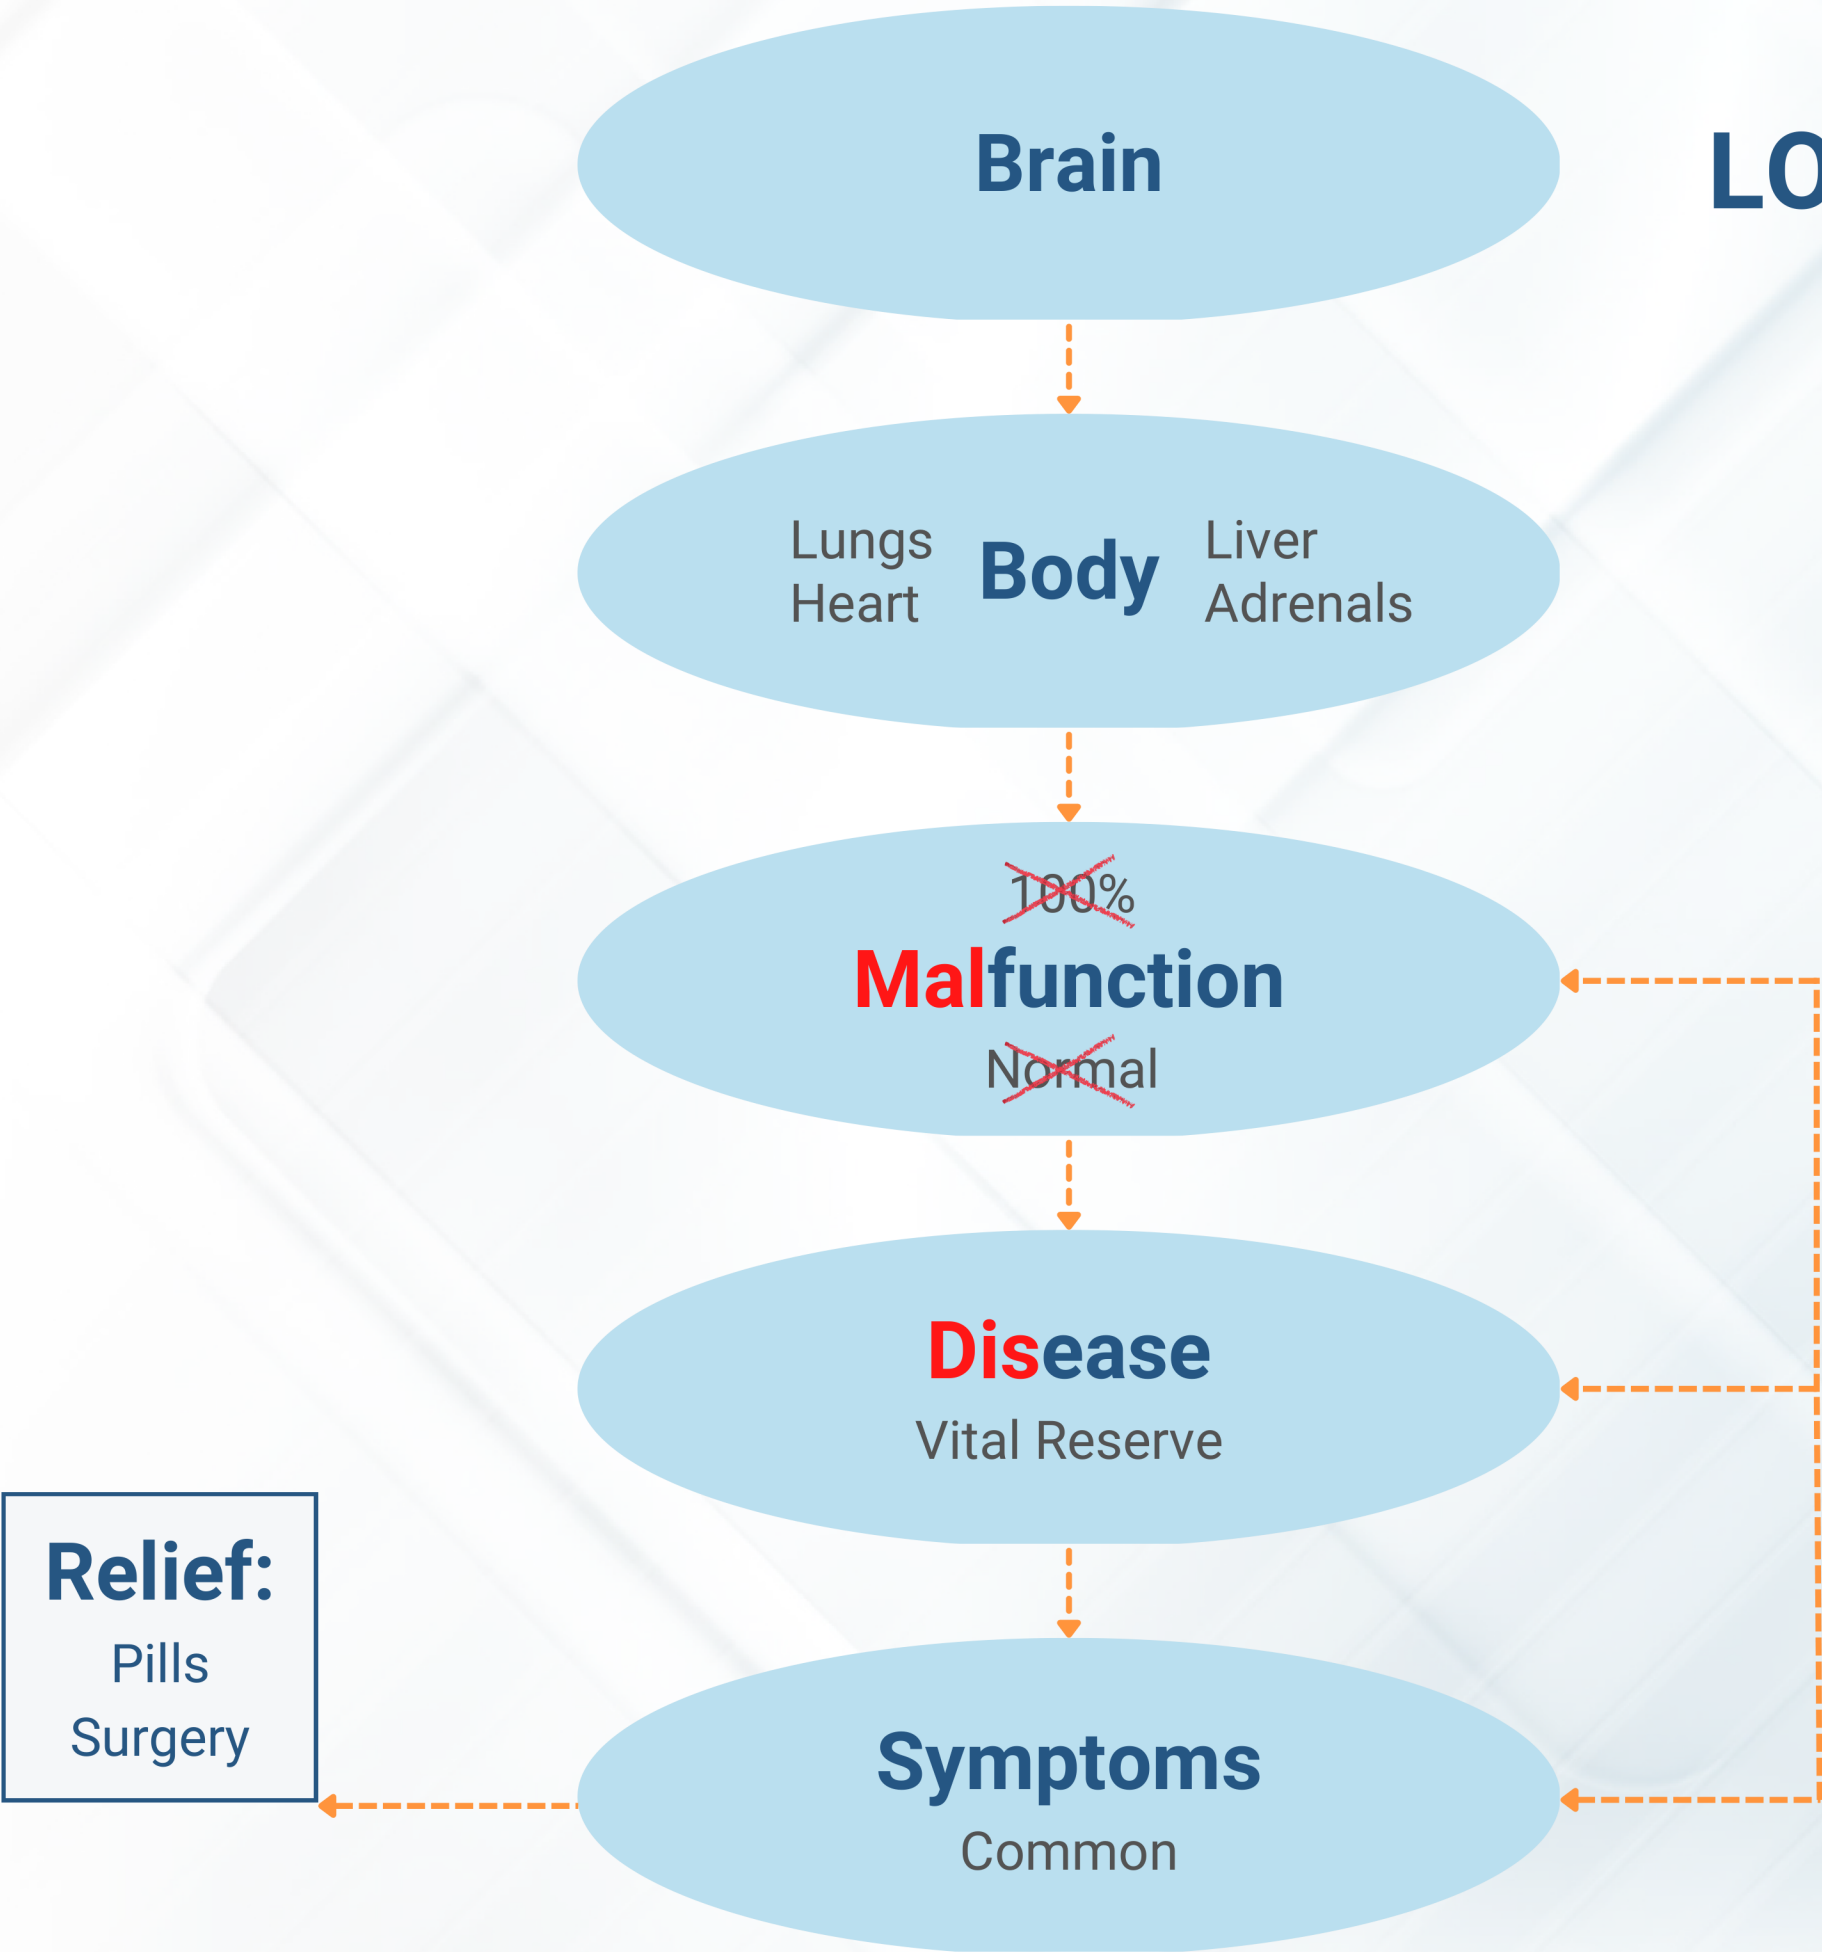 Brain
LO
Lungs
Heart
Body
Liver
Adrenals
100%
Malfunction
Normal
Disease
Vital Reserve
Relief:
Pills
Surgery
Symptoms
Common